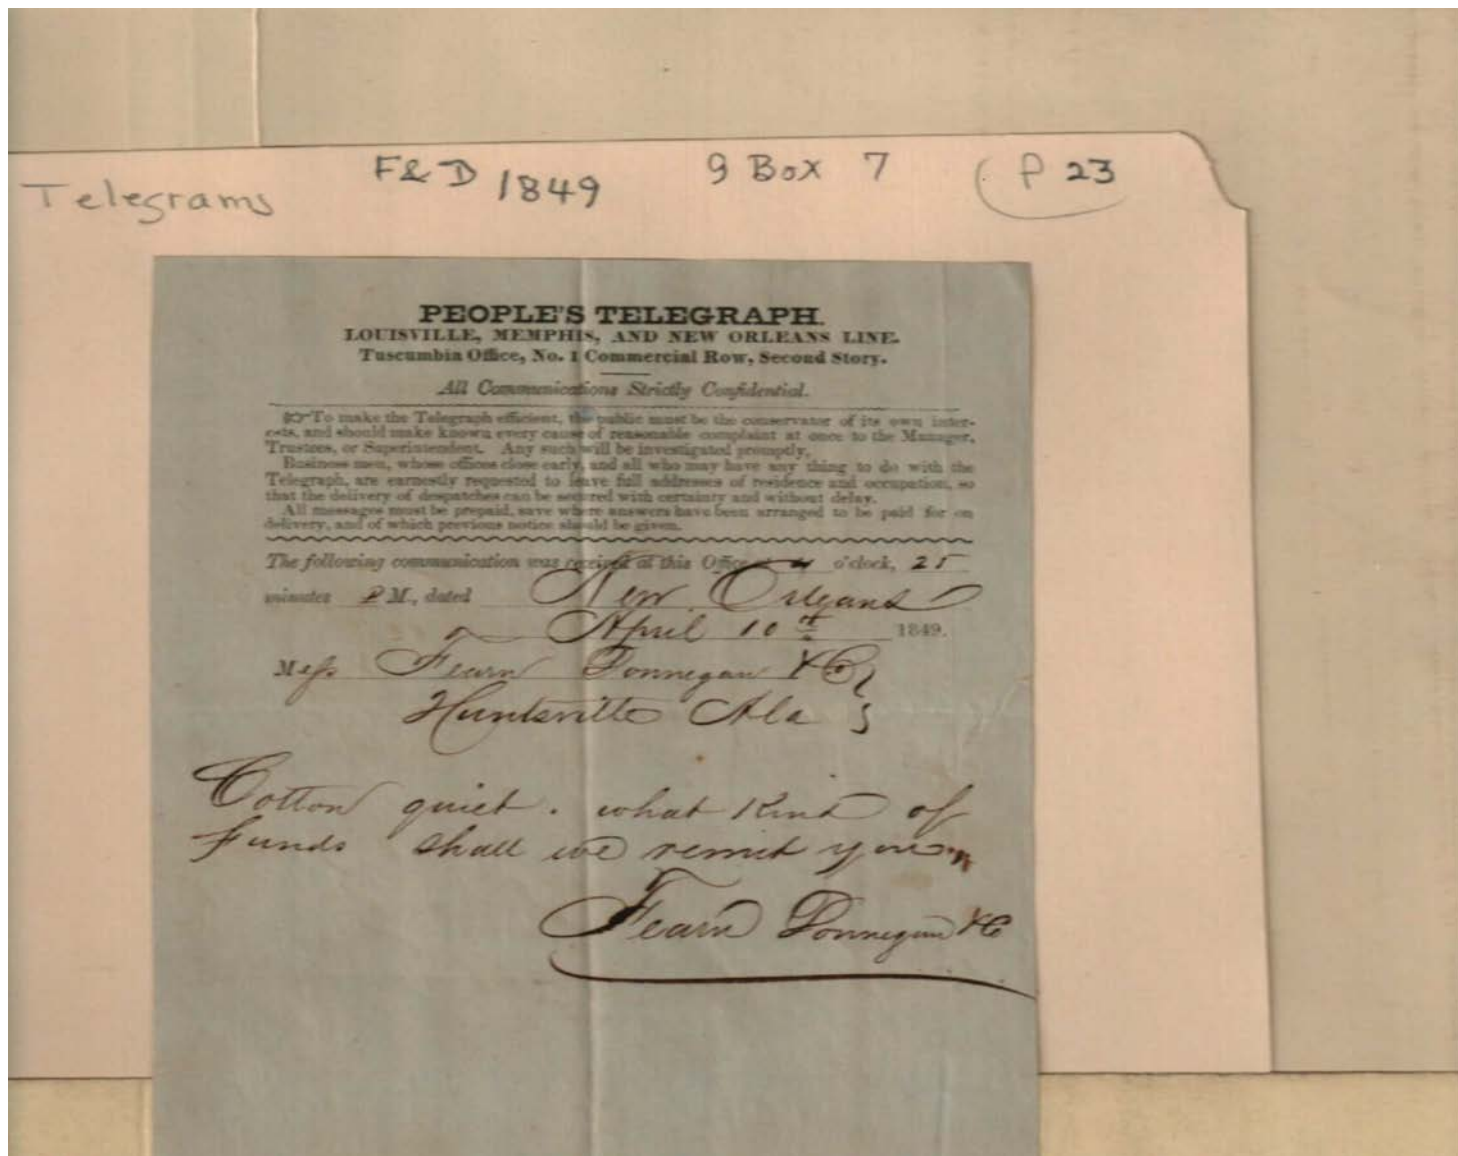 Telegrams F&D 1849 9 Box 7 P 23
PEOPLE'S TELEGRAPH.
LOUISVILLE, MEMPHIS, AND NEW ORLEANS LINE.
Tuscumbia Office, No. 1 Commercial Row, Second Story.
All Communications Strictly Confidential.
☞To make the Telegraph efficient, the public must be the conservator of its own inter-
ests, and should make known every cause of reasonable complaint at once to the Manager,
Trustees, or Superintendent. Any such will be investigated promptly.
Business men, whose offices close early, and all who may have any thing to do with the
Telegraph, are earnestly requested to leave full addresses of residence and occupation, so
that the delivery of despatches can be secured with certainty and without delay.
All messages must be prepaid, save where answers have been arranged to be paid for on
delivery, and of which previous notice should be given.
The following communication was received at this Office at o'clock, 25
minutes P M., dated New Orleans
April 10th 1849.
Mess Fearn Donnegan & Co
Huntsville Ala
Cotton quiet. what kind of
funds shall we remit you
Fearn Donnegan & Co